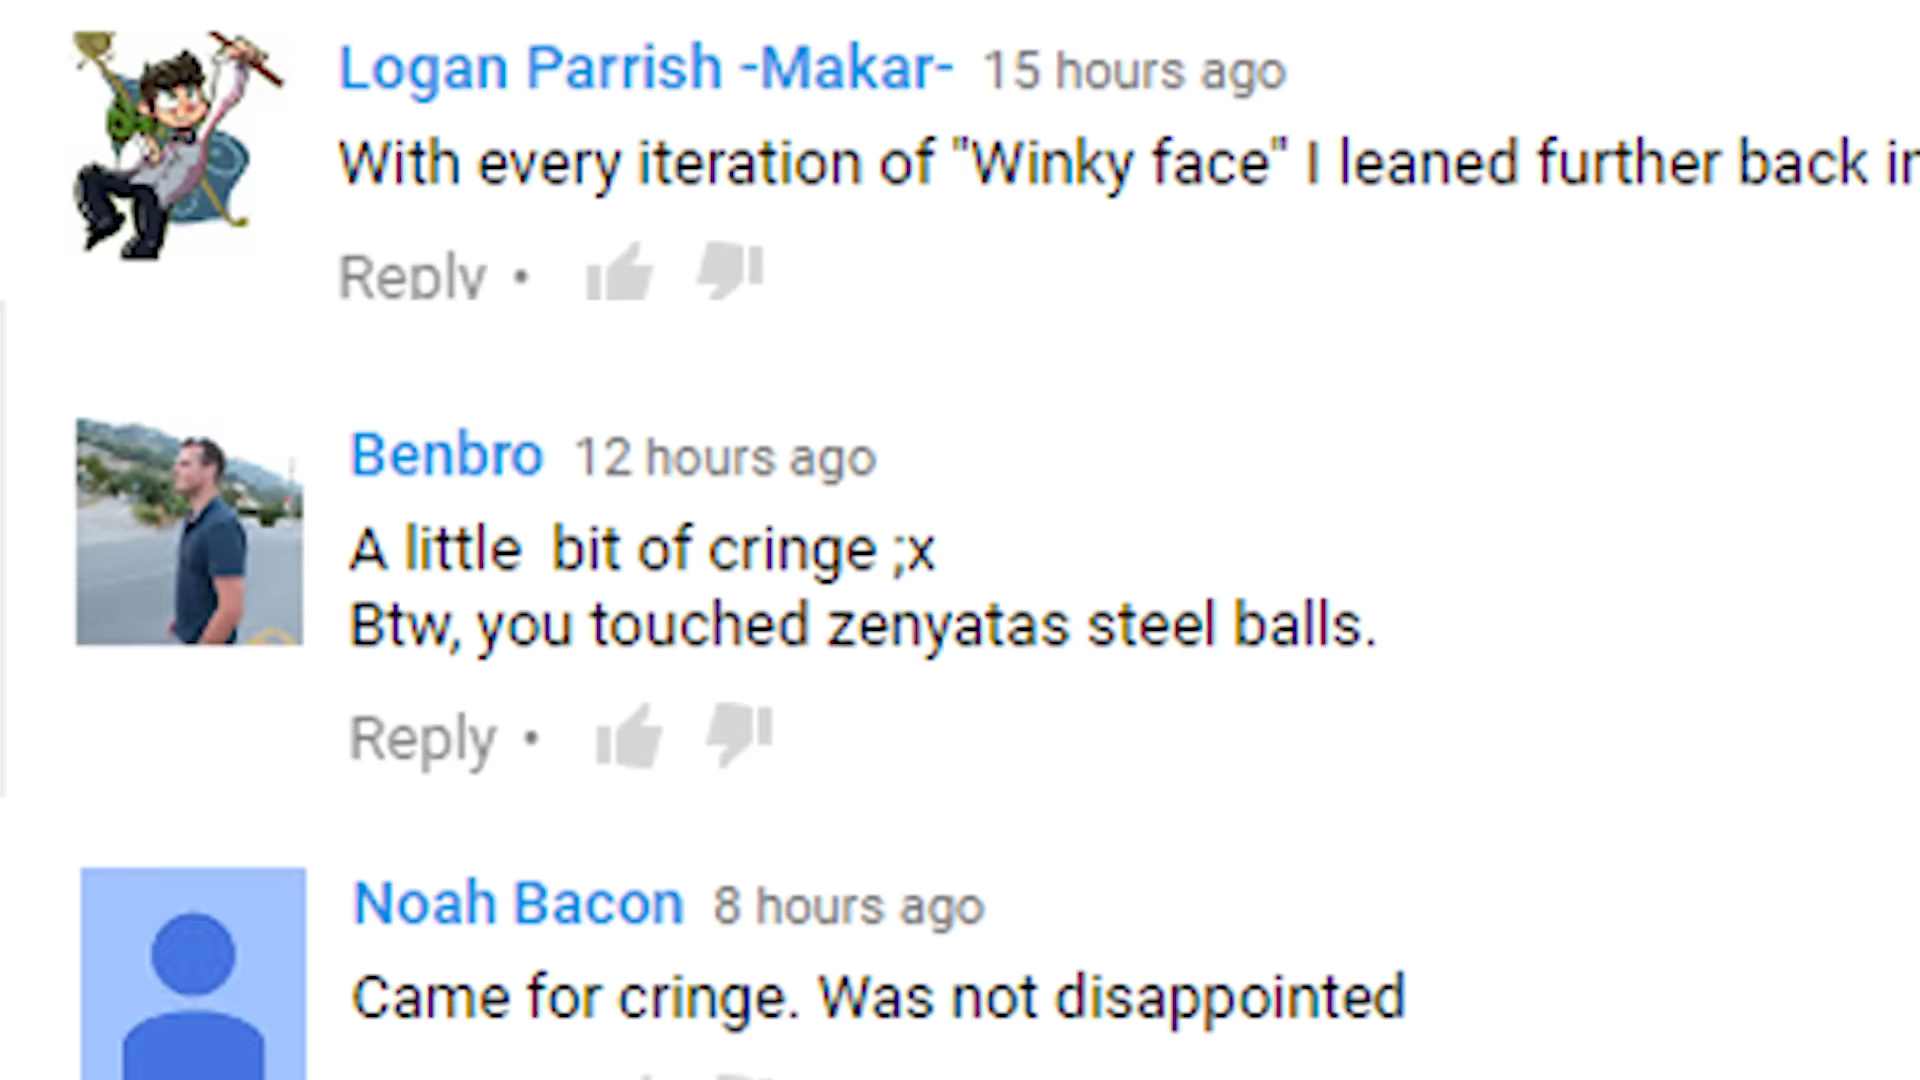 Logan Parrish -Makar- 15 hours ago
With every iteration of "Winky face" I leaned further back
Reply •
Benbro 12 hours ago
A little  bit of cringe ;x
Btw, you touched zenyatas steel balls.
Reply •
Noah Bacon 8 hours ago
Came for cringe. Was not disappointed